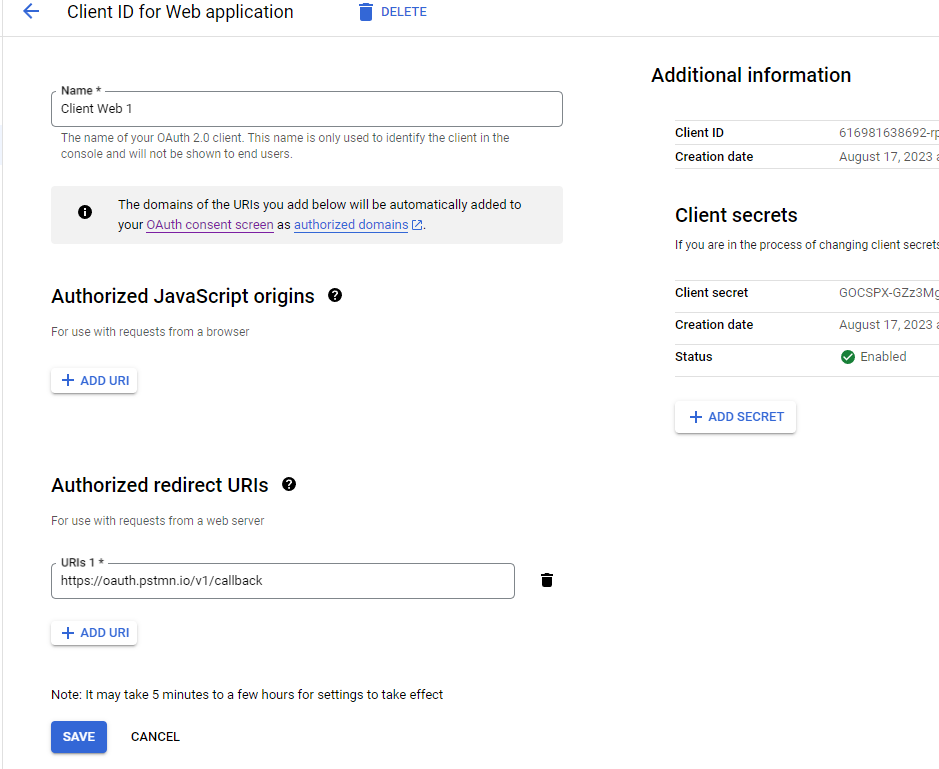 Client ID for Web application
DELETE
Name *
Client Web 1
The name of your OAuth 2.0 client. This name is only used to identify the client in the
console and will not be shown to end users.
The domains of the URIs you add below will be automatically added to
your OAuth consent screen as authorized domains.
Authorized JavaScript origins
For use with requests from a browser
ADD URI
Authorized redirect URIs
For use with requests from a web server
URIs 1 *
https://oauth.pstmn.io/v1/callback
ADD URI
Note: It may take 5 minutes to a few hours for settings to take effect
SAVE CANCEL
Additional information
Client ID 616981638692-rp
Creation date August 17, 2023 a
Client secrets
If you are in the process of changing client secrets
Client secret GOCSPX-GZz3Mg
Creation date August 17, 2023 a
Status Enabled
ADD SECRET